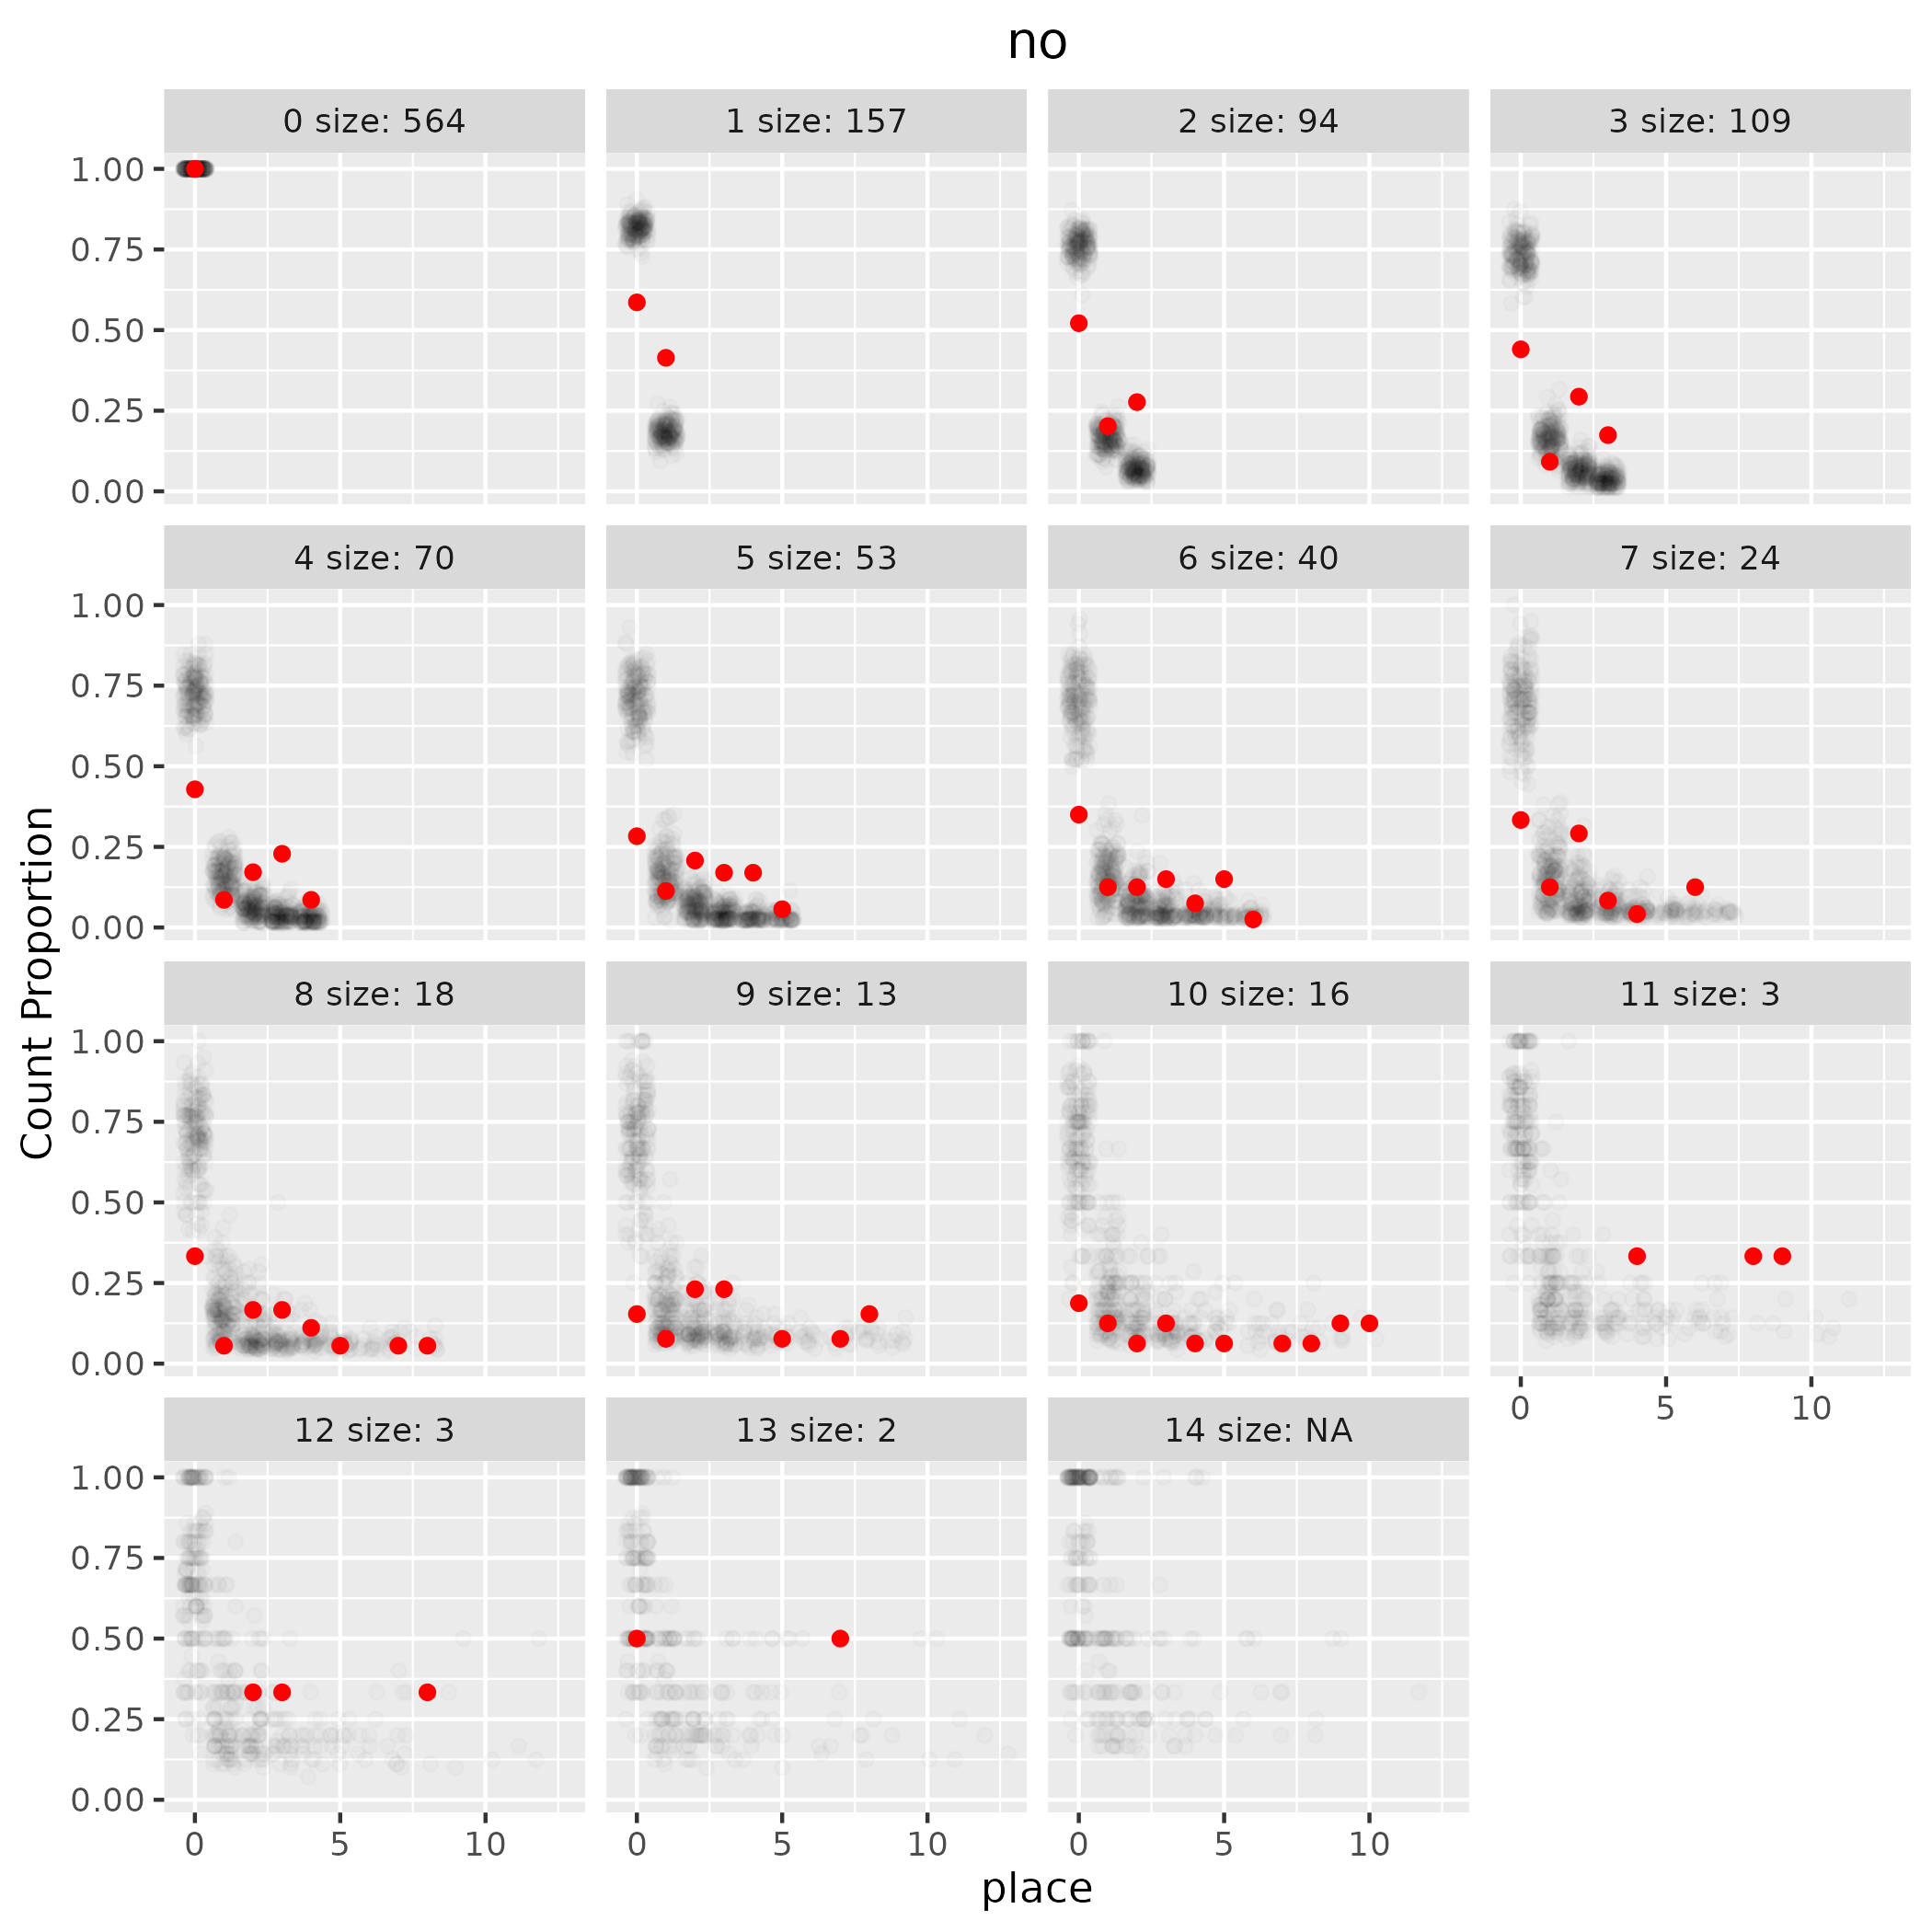 no
0 size: 564
1 size: 157
2 size: 94
3 size: 109
1.00
0.75
0.50
0.25
0.00
4 size: 70
5 size: 53
6 size: 40
7 size: 24
1.00
0.75
0.50
0.25
0.00
Count Proportion
8 size: 18
9 size: 13
10 size: 16
11 size: 3
1.00
0.75
0.50
0.25
0.00
0 5 10
12 size: 3
13 size: 2
14 size: NA
1.00
0.75
0.50
0.25
0.00
0 5 10
0 5 10
0 5 10
place